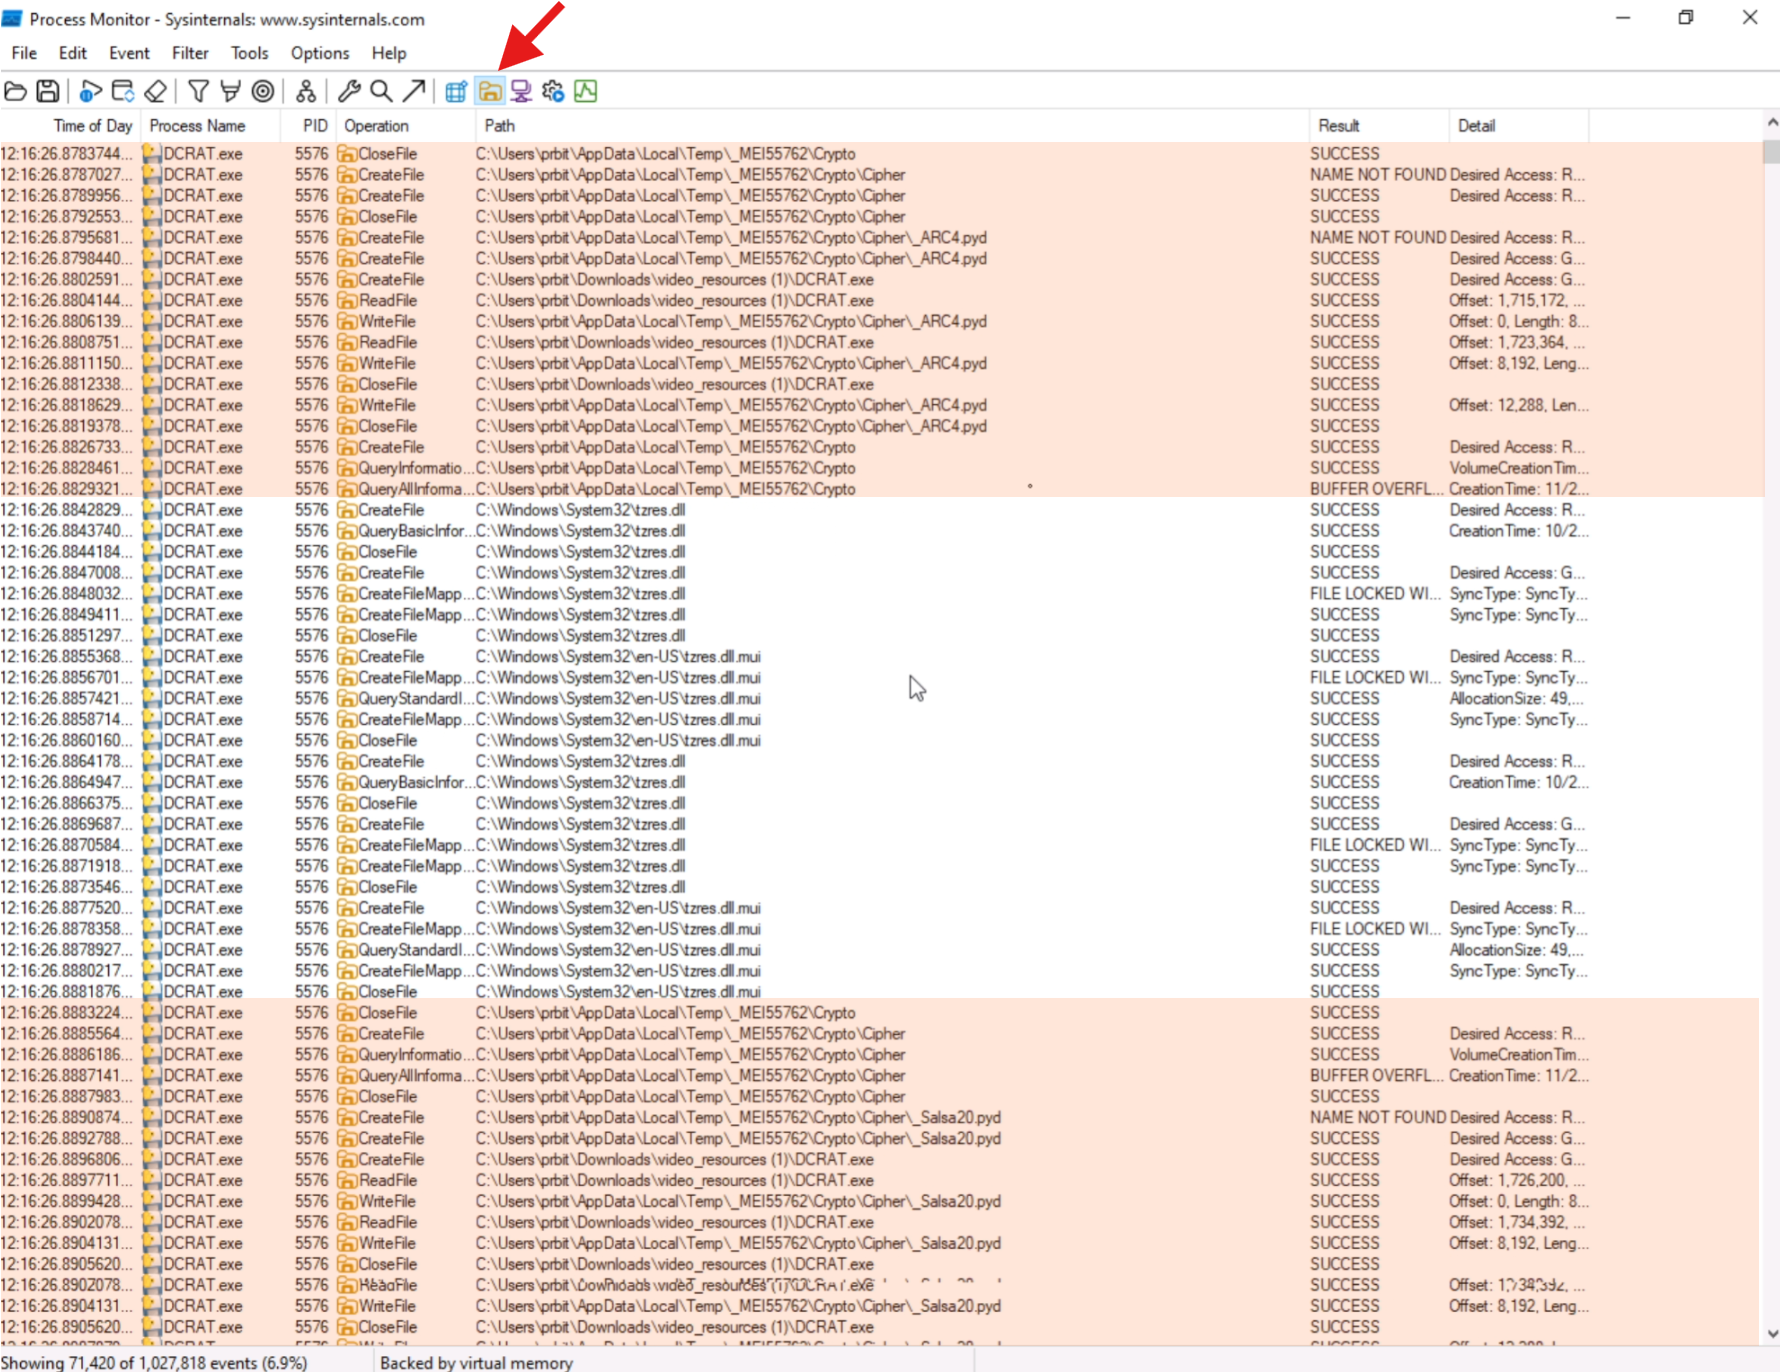 Process Monitor - Sysinternals: www.sysinternals.com
File Edit Event Filter Tools Options Help
Time of Day Process Name PID Operation Path Result Detail
12:16:26.8783744... DCRAT.exe 5576 CloseFile C:\Users\prbit\AppData\Local\Temp\_MEI55762\Crypto SUCCESS
12:16:26.8787027... DCRAT.exe 5576 CreateFile C:\Users\prbit\AppData\Local\Temp\_MEI55762\Crypto\Cipher NAME NOT FOUND Desired Access: R...
12:16:26.8789956... DCRAT.exe 5576 CreateFile C:\Users\prbit\AppData\Local\Temp\_MEI55762\Crypto\Cipher SUCCESS Desired Access: R...
12:16:26.8792553... DCRAT.exe 5576 CloseFile C:\Users\prbit\AppData\Local\Temp\_MEI55762\Crypto\Cipher SUCCESS
12:16:26.8795681... DCRAT.exe 5576 CreateFile C:\Users\prbit\AppData\Local\Temp\_MEI55762\Crypto\Cipher\_ARC4.pyd NAME NOT FOUND Desired Access: R...
12:16:26.8798440... DCRAT.exe 5576 CreateFile C:\Users\prbit\AppData\Local\Temp\_MEI55762\Crypto\Cipher\_ARC4.pyd SUCCESS Desired Access: G...
12:16:26.8802591... DCRAT.exe 5576 CreateFile C:\Users\prbit\Downloads\video_resources (1)\DCRAT.exe SUCCESS Desired Access: G...
12:16:26.8804144... DCRAT.exe 5576 ReadFile C:\Users\prbit\Downloads\video_resources (1)\DCRAT.exe SUCCESS Offset: 1,715,172, ...
12:16:26.8806139... DCRAT.exe 5576 WriteFile C:\Users\prbit\AppData\Local\Temp\_MEI55762\Crypto\Cipher\_ARC4.pyd SUCCESS Offset: 0, Length: 8...
12:16:26.8808751... DCRAT.exe 5576 ReadFile C:\Users\prbit\Downloads\video_resources (1)\DCRAT.exe SUCCESS Offset: 1,723,364, ...
12:16:26.8811150... DCRAT.exe 5576 WriteFile C:\Users\prbit\AppData\Local\Temp\_MEI55762\Crypto\Cipher\_ARC4.pyd SUCCESS Offset: 8,192, Leng...
12:16:26.8812338... DCRAT.exe 5576 CloseFile C:\Users\prbit\Downloads\video_resources (1)\DCRAT.exe SUCCESS
12:16:26.8818629... DCRAT.exe 5576 WriteFile C:\Users\prbit\AppData\Local\Temp\_MEI55762\Crypto\Cipher\_ARC4.pyd SUCCESS Offset: 12,288, Len...
12:16:26.8819378... DCRAT.exe 5576 CloseFile C:\Users\prbit\AppData\Local\Temp\_MEI55762\Crypto\Cipher\_ARC4.pyd SUCCESS
12:16:26.8826733... DCRAT.exe 5576 CreateFile C:\Users\prbit\AppData\Local\Temp\_MEI55762\Crypto SUCCESS Desired Access: R...
12:16:26.8828461... DCRAT.exe 5576 QueryInformatio... C:\Users\prbit\AppData\Local\Temp\_MEI55762\Crypto SUCCESS VolumeCreationTim...
12:16:26.8829321... DCRAT.exe 5576 QueryAllInforma... C:\Users\prbit\AppData\Local\Temp\_MEI55762\Crypto BUFFER OVERFL... CreationTime: 11/2...
12:16:26.8842829... DCRAT.exe 5576 CreateFile C:\Windows\System32\tzres.dll SUCCESS Desired Access: R...
12:16:26.8843740... DCRAT.exe 5576 QueryBasicInfor... C:\Windows\System32\tzres.dll SUCCESS CreationTime: 10/2...
12:16:26.8844184... DCRAT.exe 5576 CloseFile C:\Windows\System32\tzres.dll SUCCESS
12:16:26.8847008... DCRAT.exe 5576 CreateFile C:\Windows\System32\tzres.dll SUCCESS Desired Access: G...
12:16:26.8848032... DCRAT.exe 5576 CreateFileMapp... C:\Windows\System32\tzres.dll FILE LOCKED WI... SyncType: SyncTy...
12:16:26.8849411... DCRAT.exe 5576 CreateFileMapp... C:\Windows\System32\tzres.dll SUCCESS SyncType: SyncTy...
12:16:26.8851297... DCRAT.exe 5576 CloseFile C:\Windows\System32\tzres.dll SUCCESS
12:16:26.8855368... DCRAT.exe 5576 CreateFile C:\Windows\System32\en-US\tzres.dll.mui SUCCESS Desired Access: R...
12:16:26.8856701... DCRAT.exe 5576 CreateFileMapp... C:\Windows\System32\en-US\tzres.dll.mui FILE LOCKED WI... SyncType: SyncTy...
12:16:26.8857421... DCRAT.exe 5576 QueryStandardI... C:\Windows\System32\en-US\tzres.dll.mui SUCCESS AllocationSize: 49,...
12:16:26.8858714... DCRAT.exe 5576 CreateFileMapp... C:\Windows\System32\en-US\tzres.dll.mui SUCCESS SyncType: SyncTy...
12:16:26.8860160... DCRAT.exe 5576 CloseFile C:\Windows\System32\en-US\tzres.dll.mui SUCCESS
12:16:26.8864178... DCRAT.exe 5576 CreateFile C:\Windows\System32\tzres.dll SUCCESS Desired Access: R...
12:16:26.8864947... DCRAT.exe 5576 QueryBasicInfor... C:\Windows\System32\tzres.dll SUCCESS CreationTime: 10/2...
12:16:26.8866375... DCRAT.exe 5576 CloseFile C:\Windows\System32\tzres.dll SUCCESS
12:16:26.8869687... DCRAT.exe 5576 CreateFile C:\Windows\System32\tzres.dll SUCCESS Desired Access: G...
12:16:26.8870584... DCRAT.exe 5576 CreateFileMapp... C:\Windows\System32\tzres.dll FILE LOCKED WI... SyncType: SyncTy...
12:16:26.8871918... DCRAT.exe 5576 CreateFileMapp... C:\Windows\System32\tzres.dll SUCCESS SyncType: SyncTy...
12:16:26.8873546... DCRAT.exe 5576 CloseFile C:\Windows\System32\tzres.dll SUCCESS
12:16:26.8877520... DCRAT.exe 5576 CreateFile C:\Windows\System32\en-US\tzres.dll.mui SUCCESS Desired Access: R...
12:16:26.8878358... DCRAT.exe 5576 CreateFileMapp... C:\Windows\System32\en-US\tzres.dll.mui FILE LOCKED WI... SyncType: SyncTy...
12:16:26.8878927... DCRAT.exe 5576 QueryStandardI... C:\Windows\System32\en-US\tzres.dll.mui SUCCESS AllocationSize: 49,...
12:16:26.8880217... DCRAT.exe 5576 CreateFileMapp... C:\Windows\System32\en-US\tzres.dll.mui SUCCESS SyncType: SyncTy...
12:16:26.8881876... DCRAT.exe 5576 CloseFile C:\Windows\System32\en-US\tzres.dll.mui SUCCESS
12:16:26.8883224... DCRAT.exe 5576 CloseFile C:\Users\prbit\AppData\Local\Temp\_MEI55762\Crypto SUCCESS
12:16:26.8885564... DCRAT.exe 5576 CreateFile C:\Users\prbit\AppData\Local\Temp\_MEI55762\Crypto\Cipher SUCCESS Desired Access: R...
12:16:26.8886186... DCRAT.exe 5576 QueryInformatio... C:\Users\prbit\AppData\Local\Temp\_MEI55762\Crypto\Cipher SUCCESS VolumeCreationTim...
12:16:26.8887141... DCRAT.exe 5576 QueryAllInforma... C:\Users\prbit\AppData\Local\Temp\_MEI55762\Crypto\Cipher BUFFER OVERFL... CreationTime: 11/2...
12:16:26.8887983... DCRAT.exe 5576 CloseFile C:\Users\prbit\AppData\Local\Temp\_MEI55762\Crypto\Cipher SUCCESS
12:16:26.8890874... DCRAT.exe 5576 CreateFile C:\Users\prbit\AppData\Local\Temp\_MEI55762\Crypto\Cipher\_Salsa20.pyd NAME NOT FOUND Desired Access: R...
12:16:26.8892788... DCRAT.exe 5576 CreateFile C:\Users\prbit\AppData\Local\Temp\_MEI55762\Crypto\Cipher\_Salsa20.pyd SUCCESS Desired Access: G...
12:16:26.8896806... DCRAT.exe 5576 CreateFile C:\Users\prbit\Downloads\video_resources (1)\DCRAT.exe SUCCESS Desired Access: G...
12:16:26.8897711... DCRAT.exe 5576 ReadFile C:\Users\prbit\Downloads\video_resources (1)\DCRAT.exe SUCCESS Offset: 1,726,200, ...
12:16:26.8899428... DCRAT.exe 5576 WriteFile C:\Users\prbit\AppData\Local\Temp\_MEI55762\Crypto\Cipher\_Salsa20.pyd SUCCESS Offset: 0, Length: 8...
12:16:26.8902078... DCRAT.exe 5576 ReadFile C:\Users\prbit\Downloads\video_resources (1)\DCRAT.exe SUCCESS Offset: 1,734,392, ...
12:16:26.8904131... DCRAT.exe 5576 WriteFile C:\Users\prbit\AppData\Local\Temp\_MEI55762\Crypto\Cipher\_Salsa20.pyd SUCCESS Offset: 8,192, Leng...
12:16:26.8905620... DCRAT.exe 5576 CloseFile C:\Users\prbit\Downloads\video_resources (1)\DCRAT.exe SUCCESS
12:16:26.8902078... DCRAT.exe 5576 ReadFile SUCCESS Offset:
12:16:26.8904131... DCRAT.exe 5576 WriteFile C:\Users\prbit\AppData\Local\Temp\_MEI55762\Crypto\Cipher\_Salsa20.pyd SUCCESS Offset: 8,192, Leng...
12:16:26.8905620... DCRAT.exe 5576 CloseFile C:\Users\prbit\Downloads\video_resources (1)\DCRAT.exe SUCCESS
Showing 71,420 of 1,027,818 events (6.9%) Backed by virtual memory